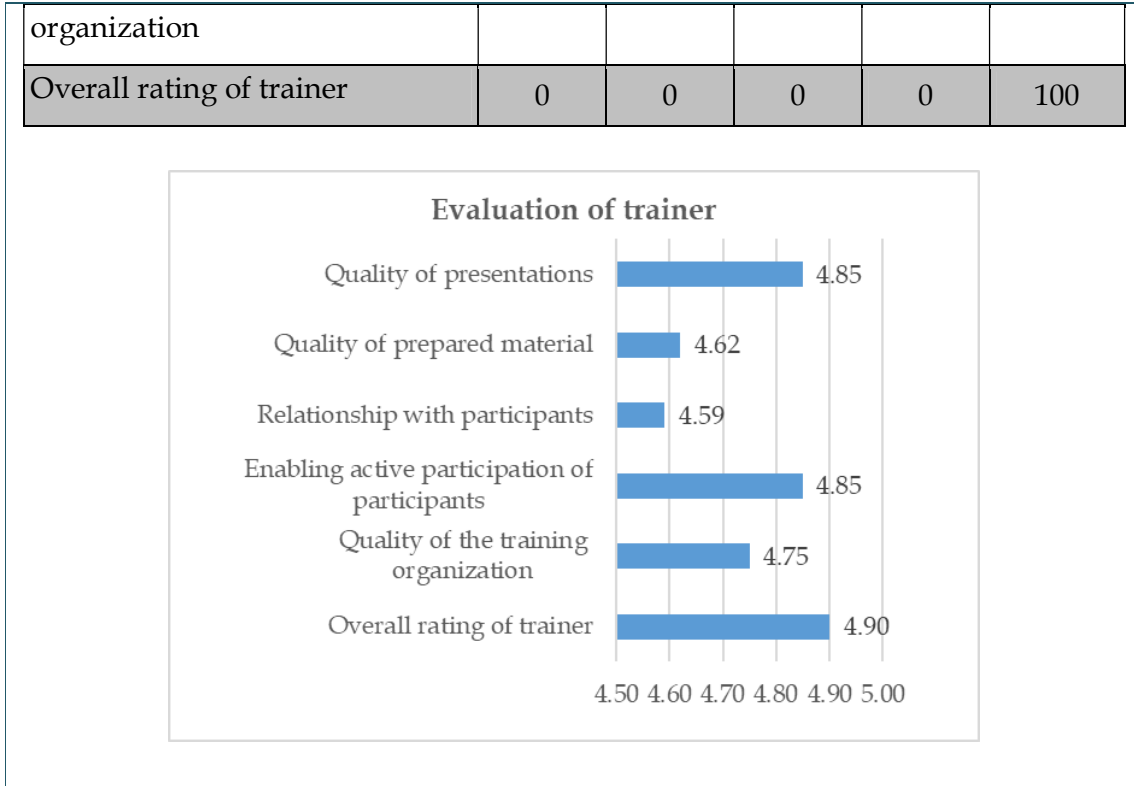 organization
Overall rating of trainer 0 0 0 0 100
Evaluation of trainer
Quality of presentations 4.85
Quality of prepared material 4.62
Relationship with participants 4.59
Enabling active participation of
participants 4.85
Quality of the training
organization 4.75
Overall rating of trainer 4.90
4.50 4.60 4.70 4.80 4.90 5.00